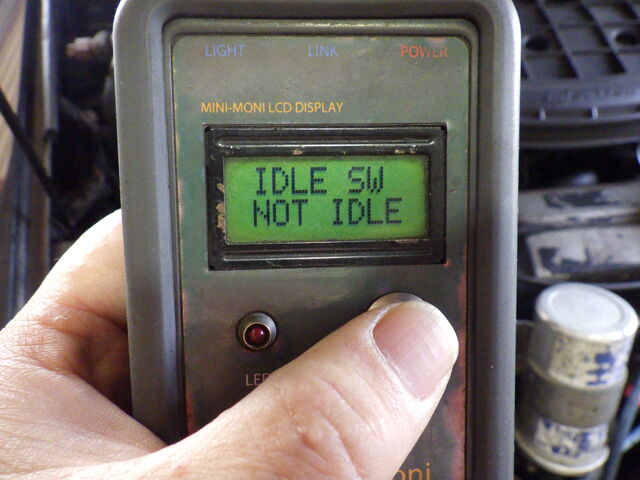 LIGHT LINK POWER
MINI-MONI LCD DISPLAY
IDLE SW
NOT IDLE